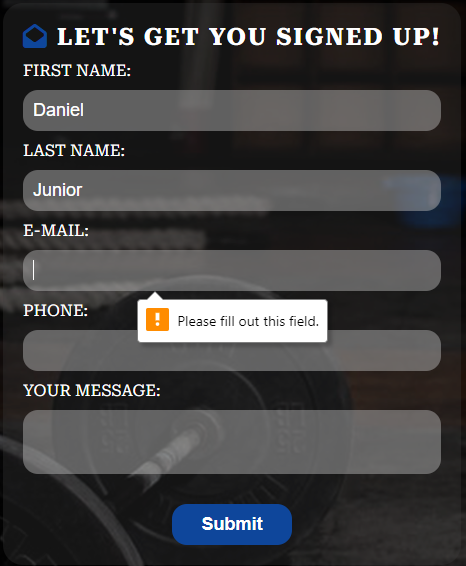 LET'S GET YOU SIGNED UP!
FIRST NAME:
Daniel
LAST NAME:
Junior
E-MAIL:
Please fill out this field.
PHONE:
YOUR MESSAGE:
Submit